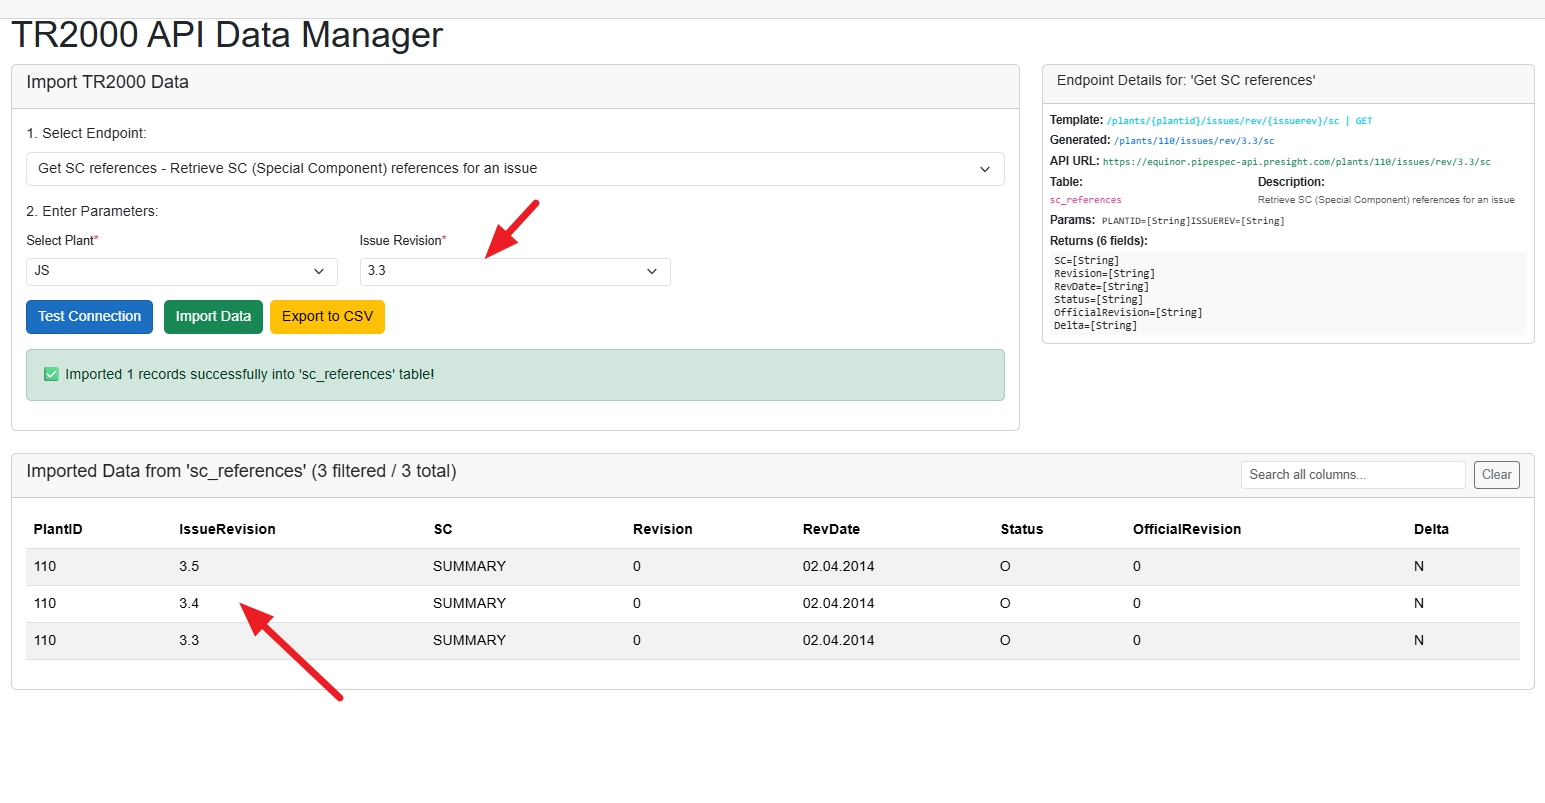 TR2000 API Data Manager
Import TR2000 Data
1. Select Endpoint:
Get SC references - Retrieve SC (Special Component) references for an issue
2. Enter Parameters:
Select Plant* Issue Revision*
JS 3.3
Test Connection Import Data Export to CSV
✅ Imported 1 records successfully into 'sc_references' table!
Endpoint Details for: 'Get SC references'
Template: /plants/{plantid}/issues/rev/{issuerev}/sc | GET
Generated: /plants/110/issues/rev/3.3/sc
API URL: https://equinor.pipespec-api.presight.com/plants/110/issues/rev/3.3/sc
Table: Description:
sc_references Retrieve SC (Special Component) references for an issue
Params: PLANTID=[String]ISSUEREV=[String]
Returns (6 fields):
SC=[String]
Revision=[String]
RevDate=[String]
Status=[String]
OfficialRevision=[String]
Delta=[String]
Imported Data from 'sc_references' (3 filtered / 3 total) Search all columns... Clear
PlantID IssueRevision SC Revision RevDate Status OfficialRevision Delta
110 3.5 SUMMARY 0 02.04.2014 O 0 N
110 3.4 SUMMARY 0 02.04.2014 O 0 N
110 3.3 SUMMARY 0 02.04.2014 O 0 N